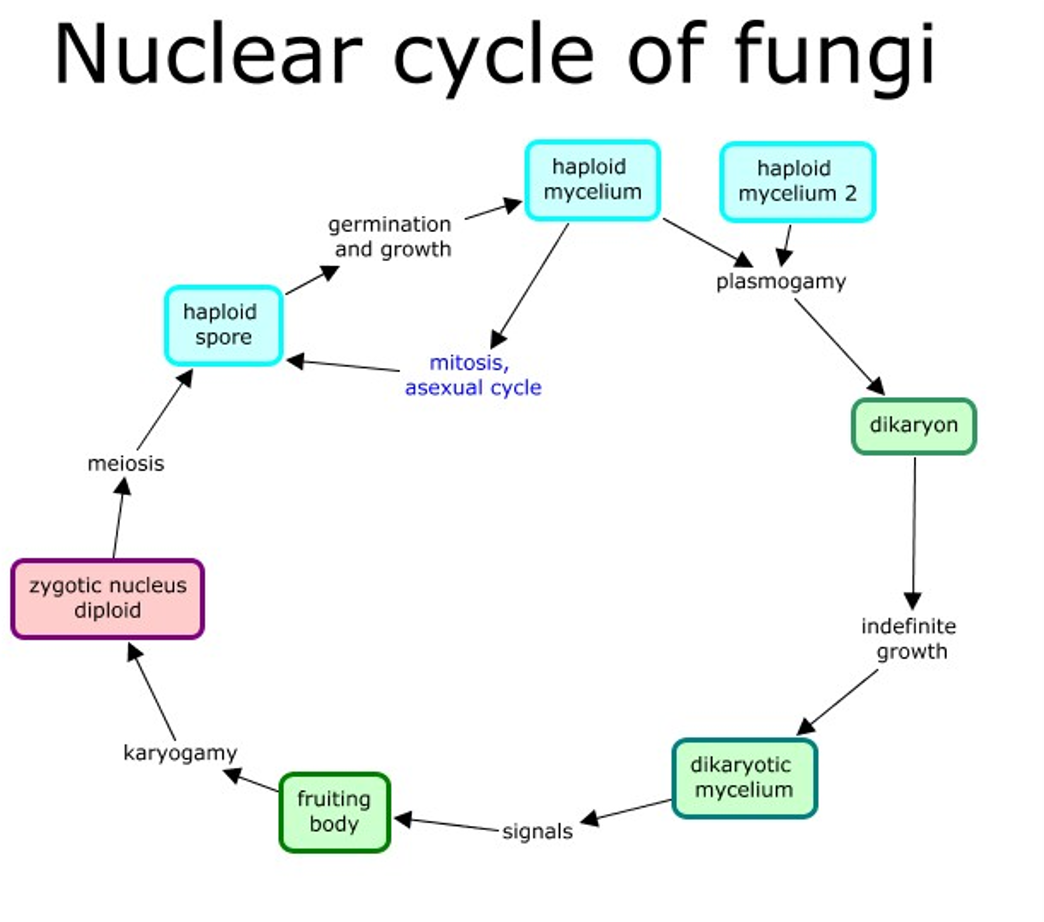 Nuclear cycle of fungi
haploid
mycelium
haploid
mycelium 2
germination
and growth
plasmogamy
haploid
spore
mitosis,
asexual cycle
dikaryon
meiosis
zygotic nucleus
diploid
indefinite
growth
karyogamy
fruiting
body
signals
dikaryotic
mycelium